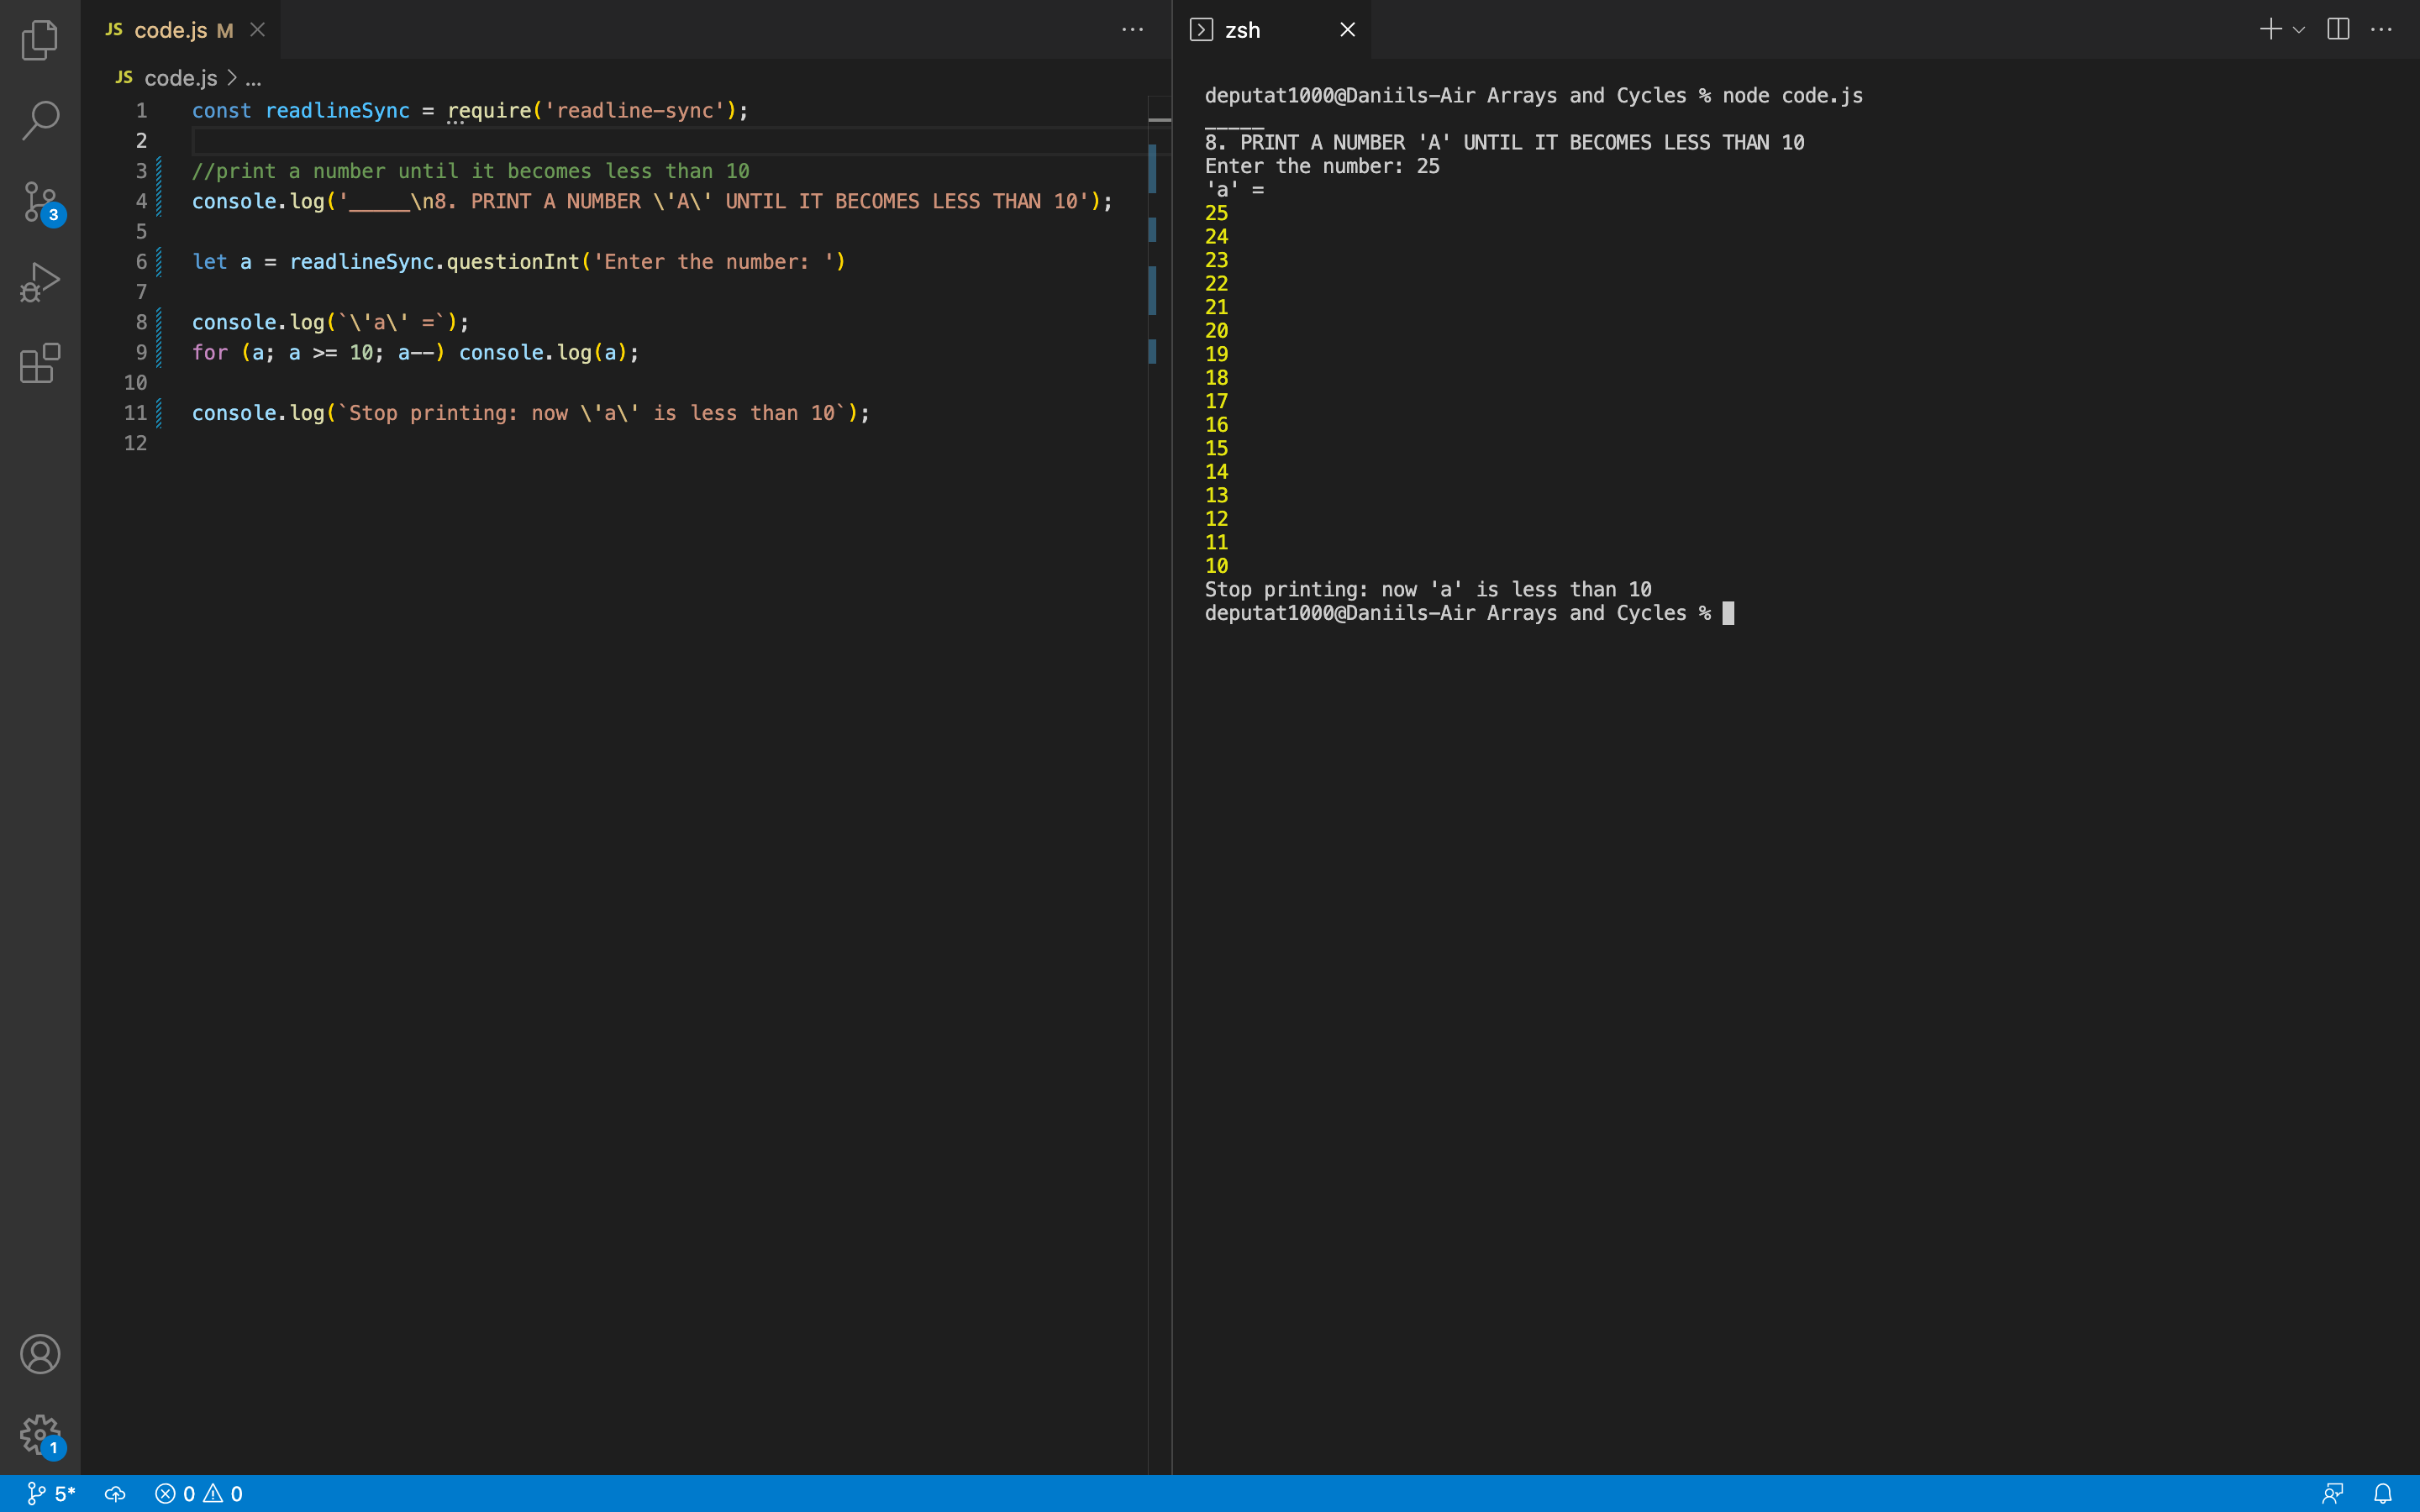 JS code.js M
JS code.js > ...
1 const readlineSync = require('readline-sync');
2
3 //print a number until it becomes less than 10
4 console.log('_____\n8. PRINT A NUMBER \'A\' UNTIL IT BECOMES LESS THAN 10');
5
6 let a = readlineSync.questionInt('Enter the number: ')
7
8 console.log(`\'a\' =`);
9 for (a; a >= 10; a--) console.log(a);
10
11 console.log(`Stop printing: now \'a\' is less than 10`);
12
zsh
deputat1000@Daniils-Air Arrays and Cycles % node code.js
_____
8. PRINT A NUMBER 'A' UNTIL IT BECOMES LESS THAN 10
Enter the number: 25
'a' =
25
24
23
22
21
20
19
18
17
16
15
14
13
12
11
10
Stop printing: now 'a' is less than 10
deputat1000@Daniils-Air Arrays and Cycles %
3
1
5* 0 0